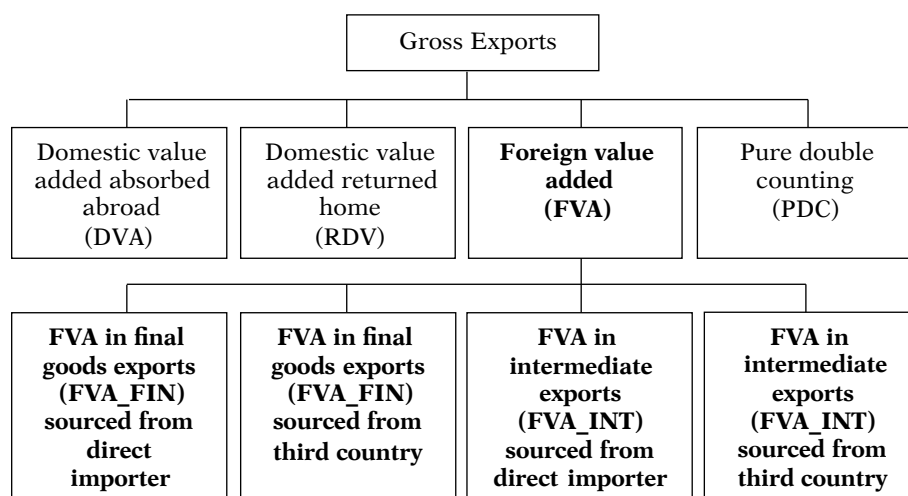 Gross Exports
Domestic value
added absorbed
abroad
(DVA)
Domestic value
added returned
home
(RDV)
Foreign value
added
(FVA)
Pure double
counting
(PDC)
FVA in final
goods exports
(FVA_FIN)
sourced from
direct
importer
FVA in final
goods exports
(FVA_FIN)
sourced from
third country
FVA in
intermediate
exports
(FVA_INT)
sourced from
direct importer
FVA in
intermediate
exports
(FVA_INT)
sourced from
third country